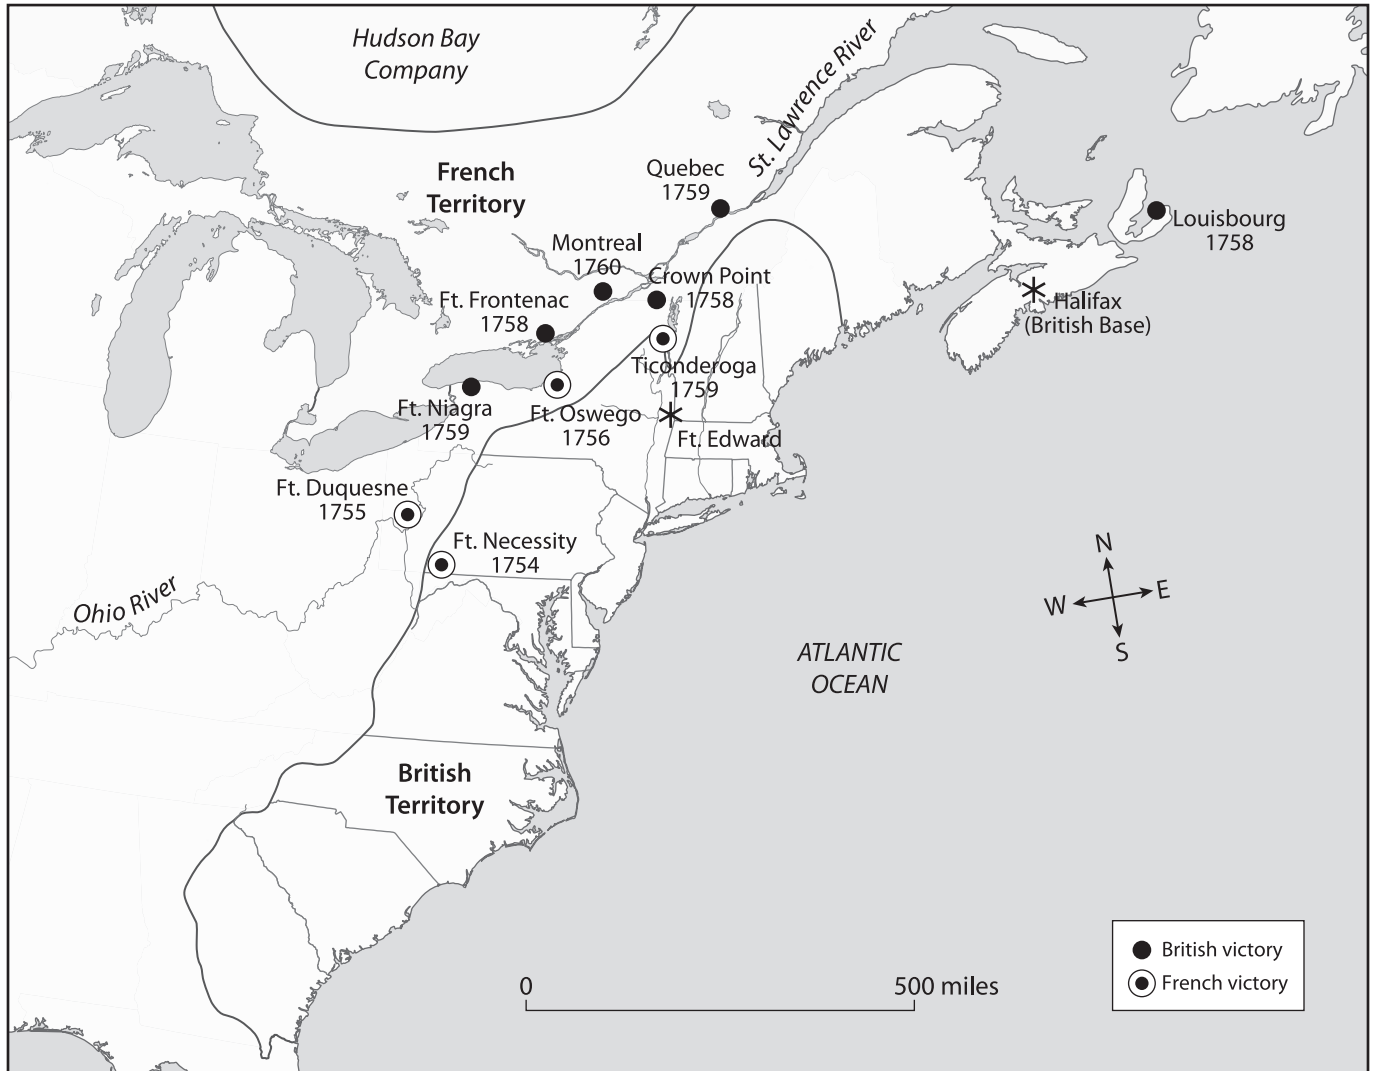 Hudson Bay
Company
St. Lawrence River
French
Territory
Quebec
1759
Louisbourg
1758
Montreal
1760
Crown Point
1758
Ft. Frontenac
1758
Halifax
(British Base)
Ticonderoga
1759
Ft. Niagra
1759
Ft. Oswego
1756
Ft. Edward
Ft. Duquesne
1755
Ft. Necessity
1754
Ohio River
N
W
E
S
ATLANTIC
OCEAN
British
Territory
0
500 miles
British victory
French victory